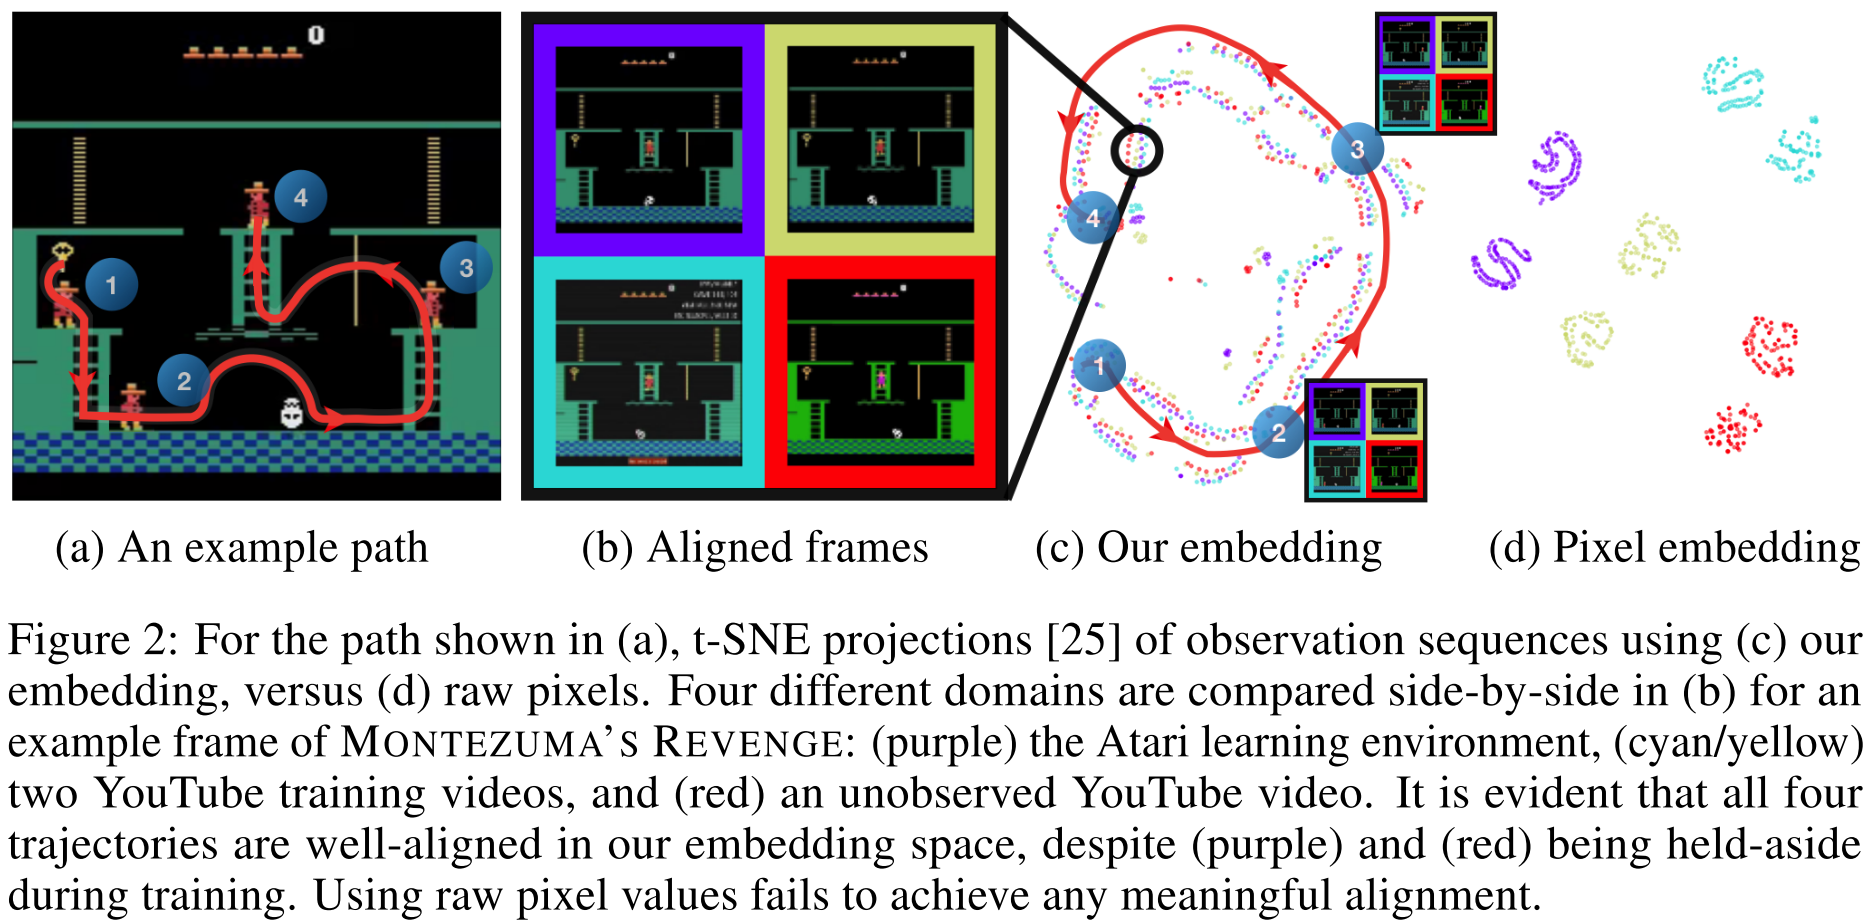 0
4
3
1
2
3
4
1
2
(a) An example path
(b) Aligned frames
(c) Our embedding
(d) Pixel embedding
Figure 2: For the path shown in (a), t-SNE projections [25] of observation sequences using (c) our
embedding, versus (d) raw pixels. Four different domains are compared side-by-side in (b) for an
example frame of MONTEZUMA'S REVENGE: (purple) the Atari learning environment, (cyan/yellow)
two YouTube training videos, and (red) an unobserved YouTube video. It is evident that all four
trajectories are well-aligned in our embedding space, despite (purple) and (red) being held-aside
during training. Using raw pixel values fails to achieve any meaningful alignment.